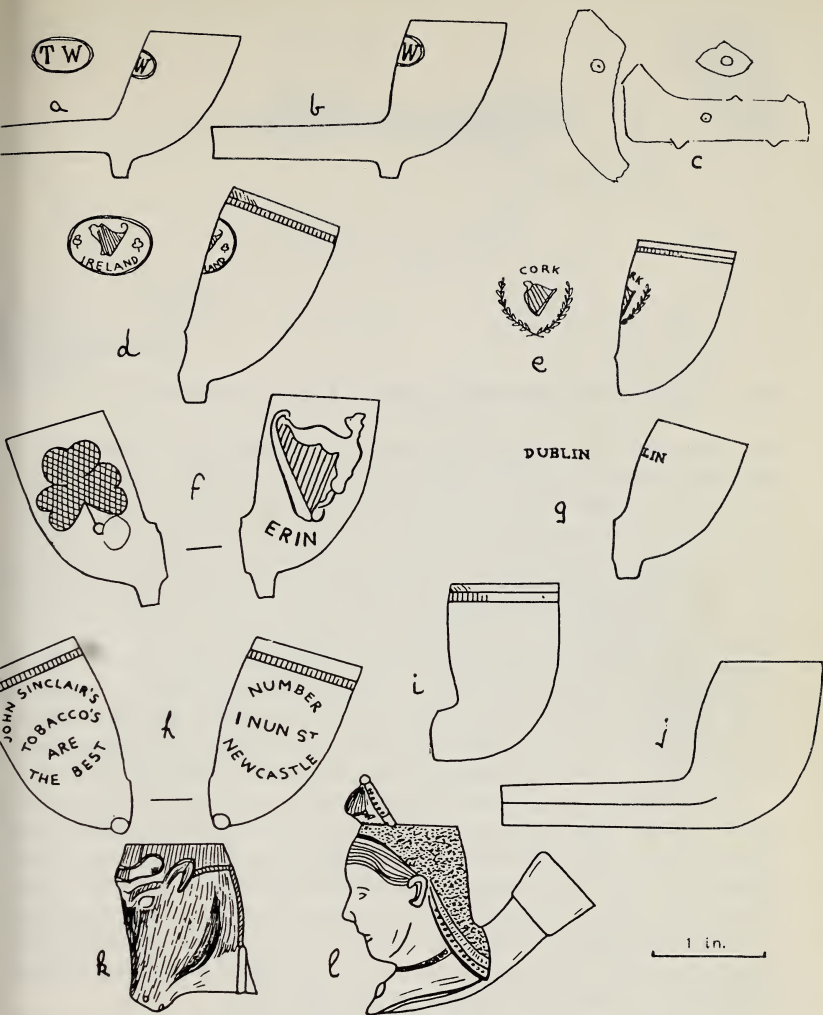 TW
W
W
a
b
c
IRELAND
LAND
d
CORK
RK
e
f
ERIN
DUBLIN
LIN
g
JOHN SINCLAIR'S
TOBACCO'S
ARE
THE BEST
h
NUMBER
1 NUN ST
NEWCASTLE
i
j
k
l
1 in.